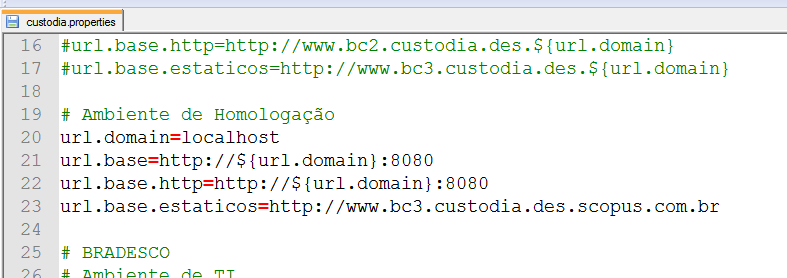 custodia.properties
16 #url.base.http=http://www.bc2.custodia.des.${url.domain}
17 #url.base.estaticos=http://www.bc3.custodia.des.${url.domain}
18
19 # Ambiente de Homologação
20 url.domain=localhost
21 url.base=http://${url.domain}:8080
22 url.base.http=http://${url.domain}:8080
23 url.base.estaticos=http://www.bc3.custodia.des.scopus.com.br
24
25 # BRADESCO
26 # Ambiente de TI